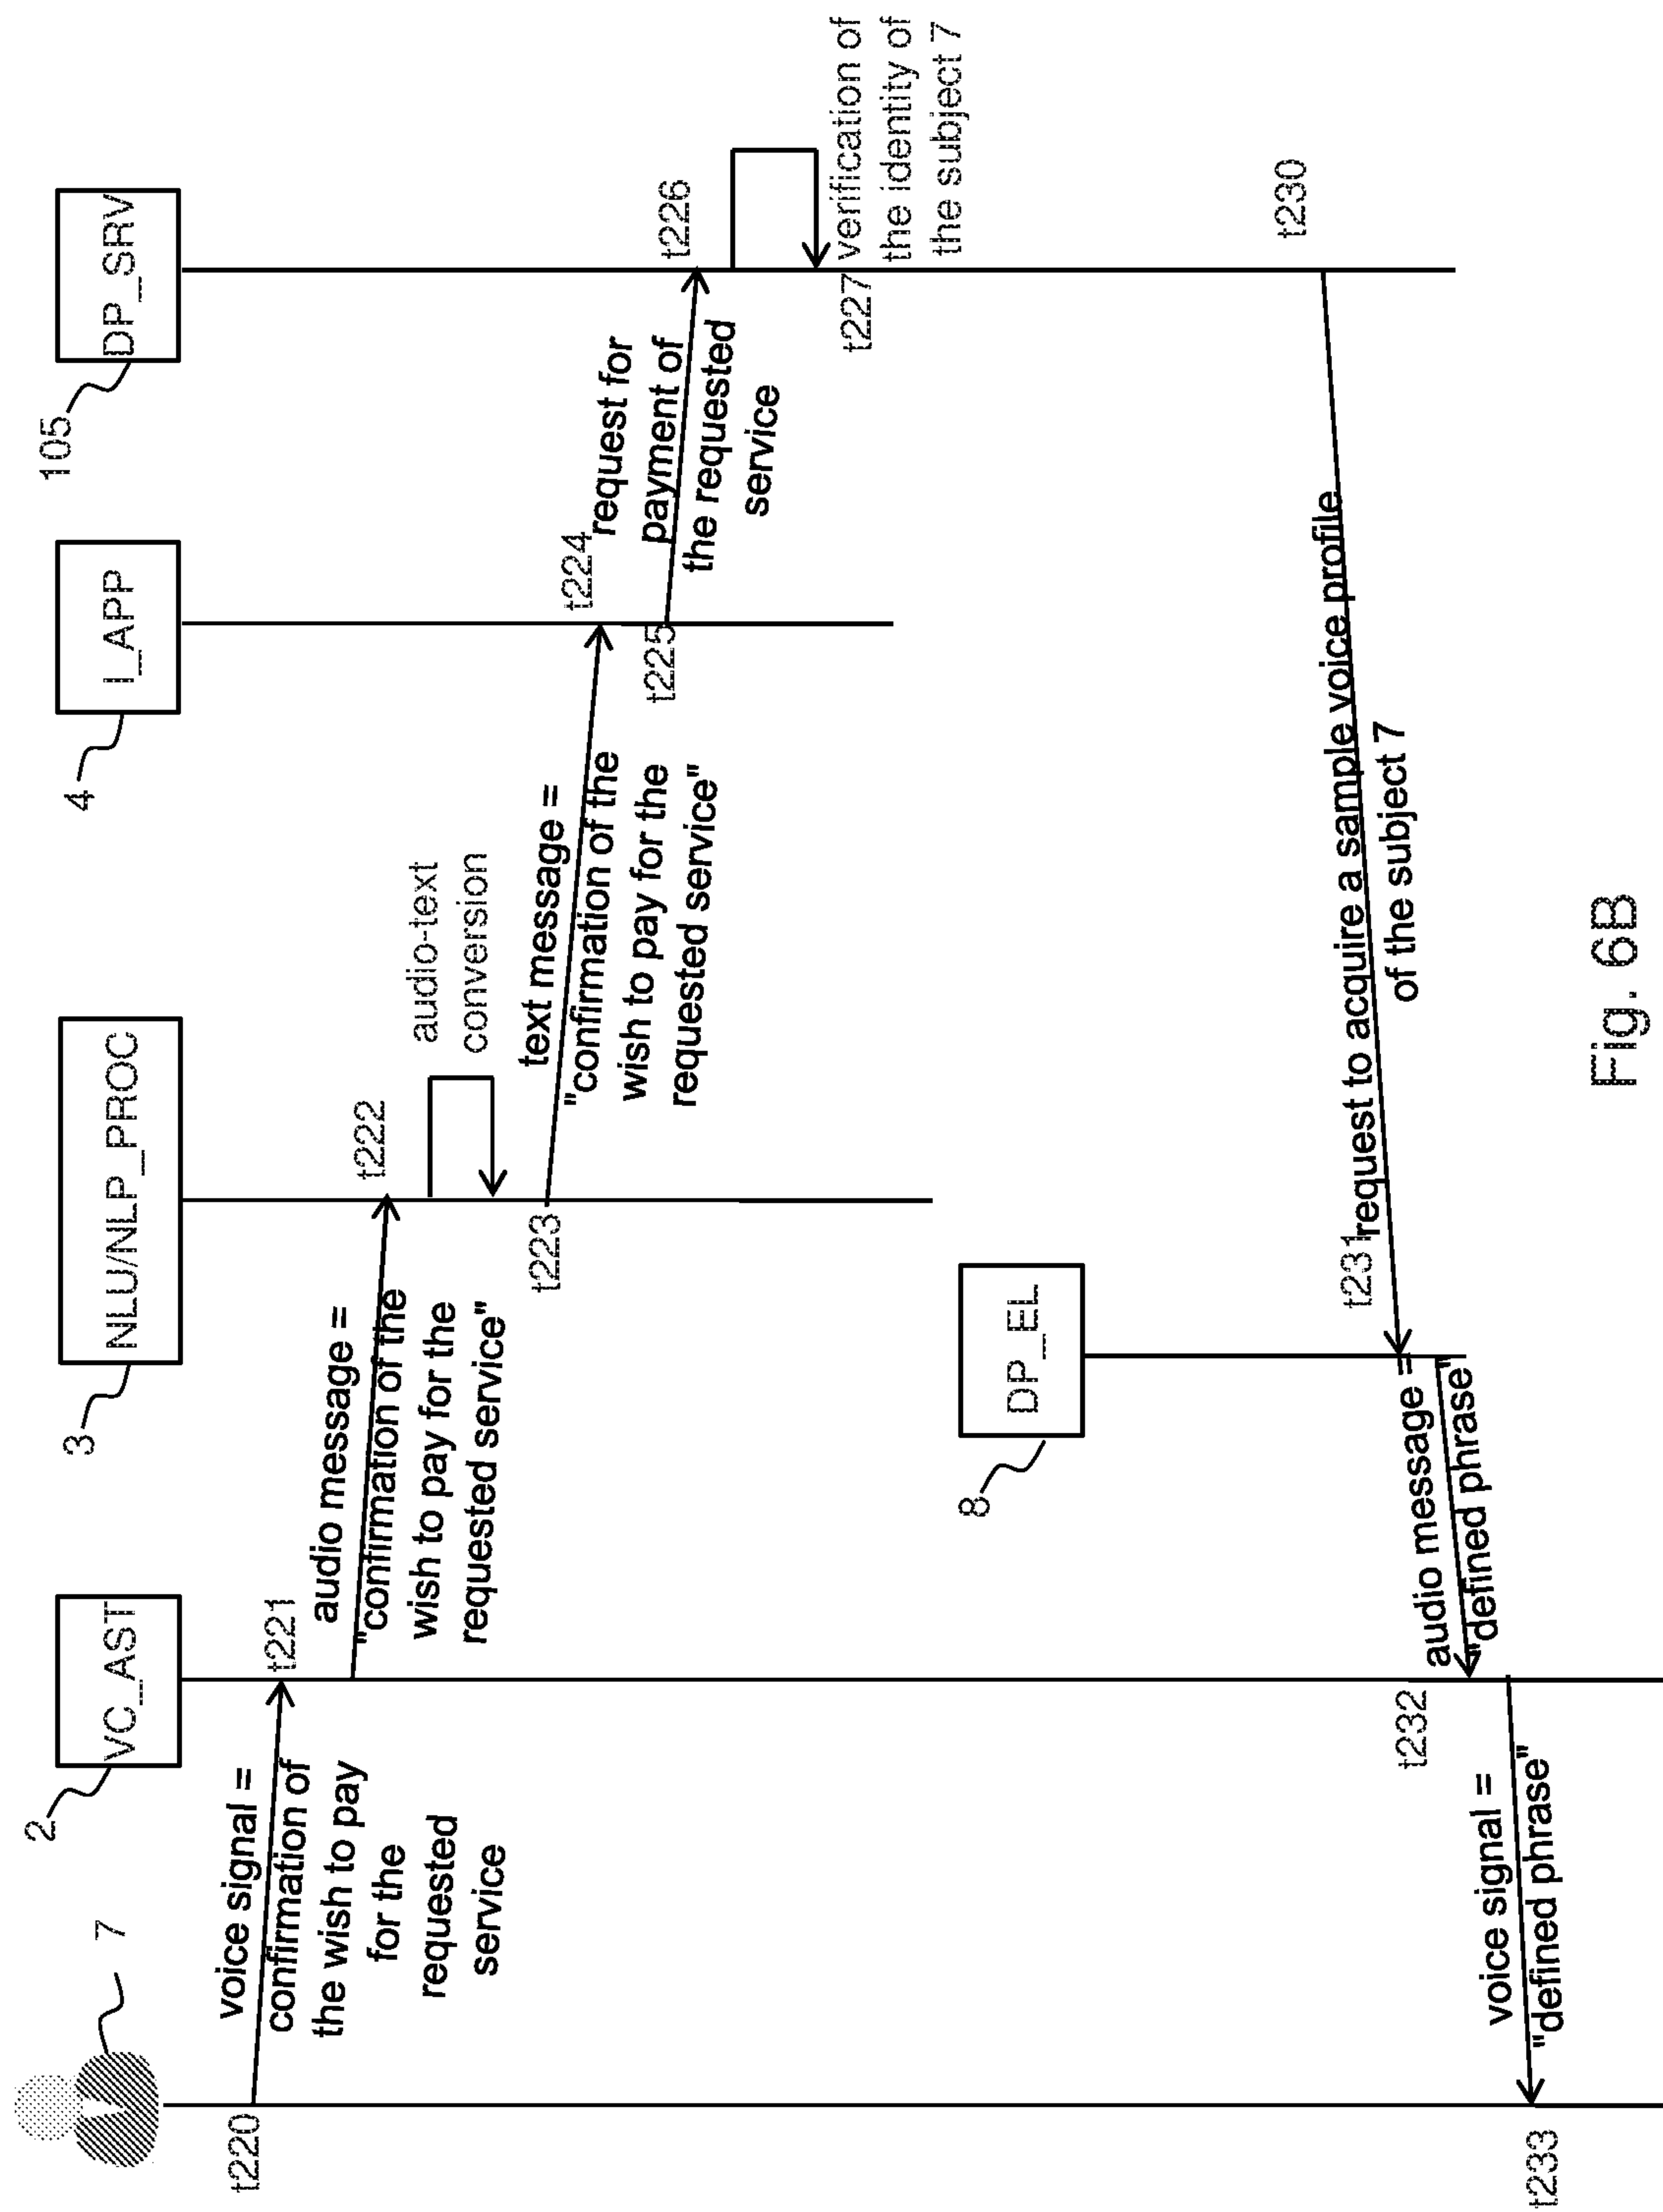 7
2
VC_AST
3
NLU/NLP_PROC
4
I_APP
105
DP_SRV
t220
voice signal =
confirmation of
the wish to pay
for the
requested
service
t221
audio message =
"confirmation of the
wish to pay for the
requested service"
t222
audio-text
conversion
t223
text message =
"confirmation of the
wish to pay for the
requested service"
t224
t225
request for
payment of
the requested
service
t226
t227
verification of
the identity of
the subject 7
8
DP_EL
t230
request to acquire a sample voice profile
of the subject 7
t231
audio message =
"defined phrase"
t232
voice signal =
"defined phrase"
t233
Fig. 6B